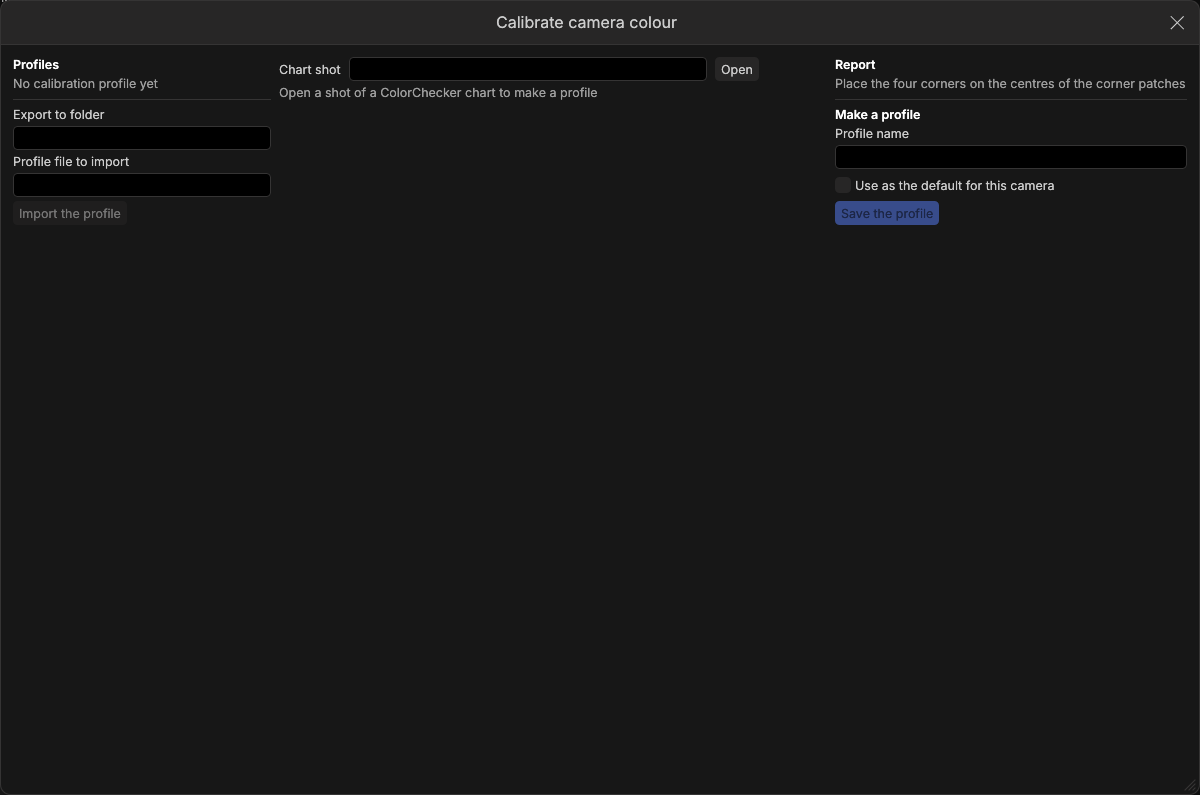 Calibrate camera colour
Profiles
No calibration profile yet
Export to folder
Profile file to import
Import the profile
Chart shot
Open
Open a shot of a ColorChecker chart to make a profile
Report
Place the four corners on the centres of the corner patches
Make a profile
Profile name
Use as the default for this camera
Save the profile